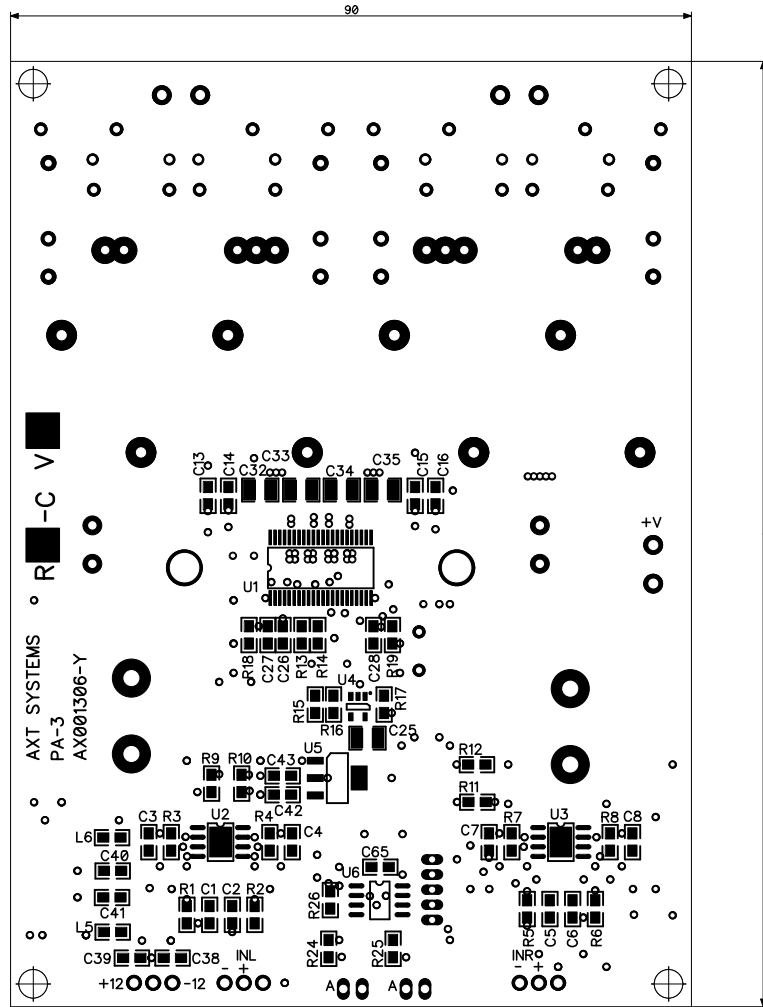 90
C13
C14
C32
C33
C34
C35
C15
C16
V
R -C
+V
U1
R18
C27
C26
R13
R14
C28
R19
AXT SYSTEMS
PA-3
AX001306-Y
U4
R15
R16
R17
C25
R9
R10
C43
U5
R12
C42
R11
C3
R3
U2
R4
C4
C7
R7
U3
R8
C8
L6
C40
C65
U6
C41
R1
C1
C2
R2
R26
L5
R5
C5
C6
R6
R24
R25
C39
C38
INL
- +
INR
- +
+12
-12
A
A